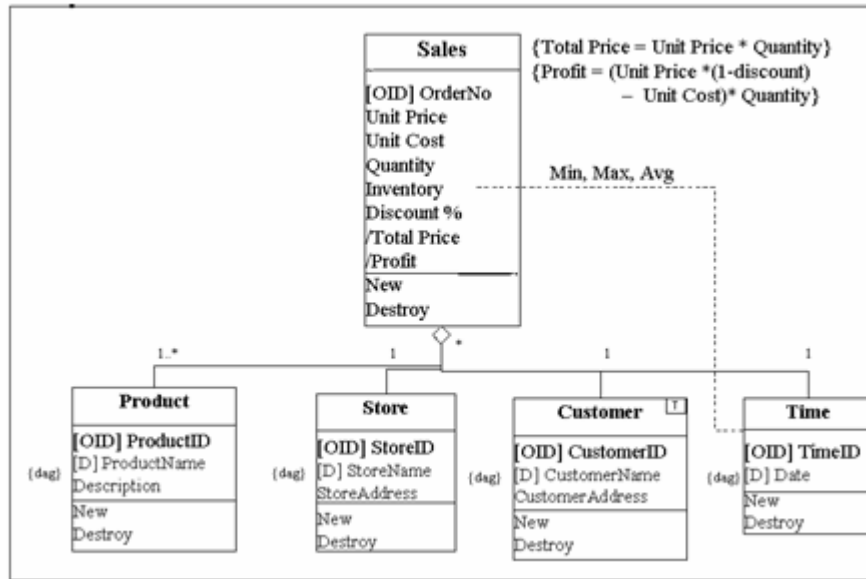 Sales
{Total Price = Unit Price * Quantity}
{Profit = (Unit Price *(1-discount)
– Unit Cost)* Quantity}
[OID] OrderNo
Unit Price
Unit Cost
Quantity
Inventory
Discount %
/Total Price
/Profit
New
Destroy
Min, Max, Avg
*
1..*
1
1
1
Product
[OID] ProductID
[D] ProductName
Description
New
Destroy
{dag}
Store
[OID] StoreID
[D] StoreName
StoreAddress
New
Destroy
{dag}
Customer
T
[OID] CustomerID
[D] CustomerName
CustomerAddress
New
Destroy
{dag}
Time
[OID] TimeID
[D] Date
New
Destroy
{dag}